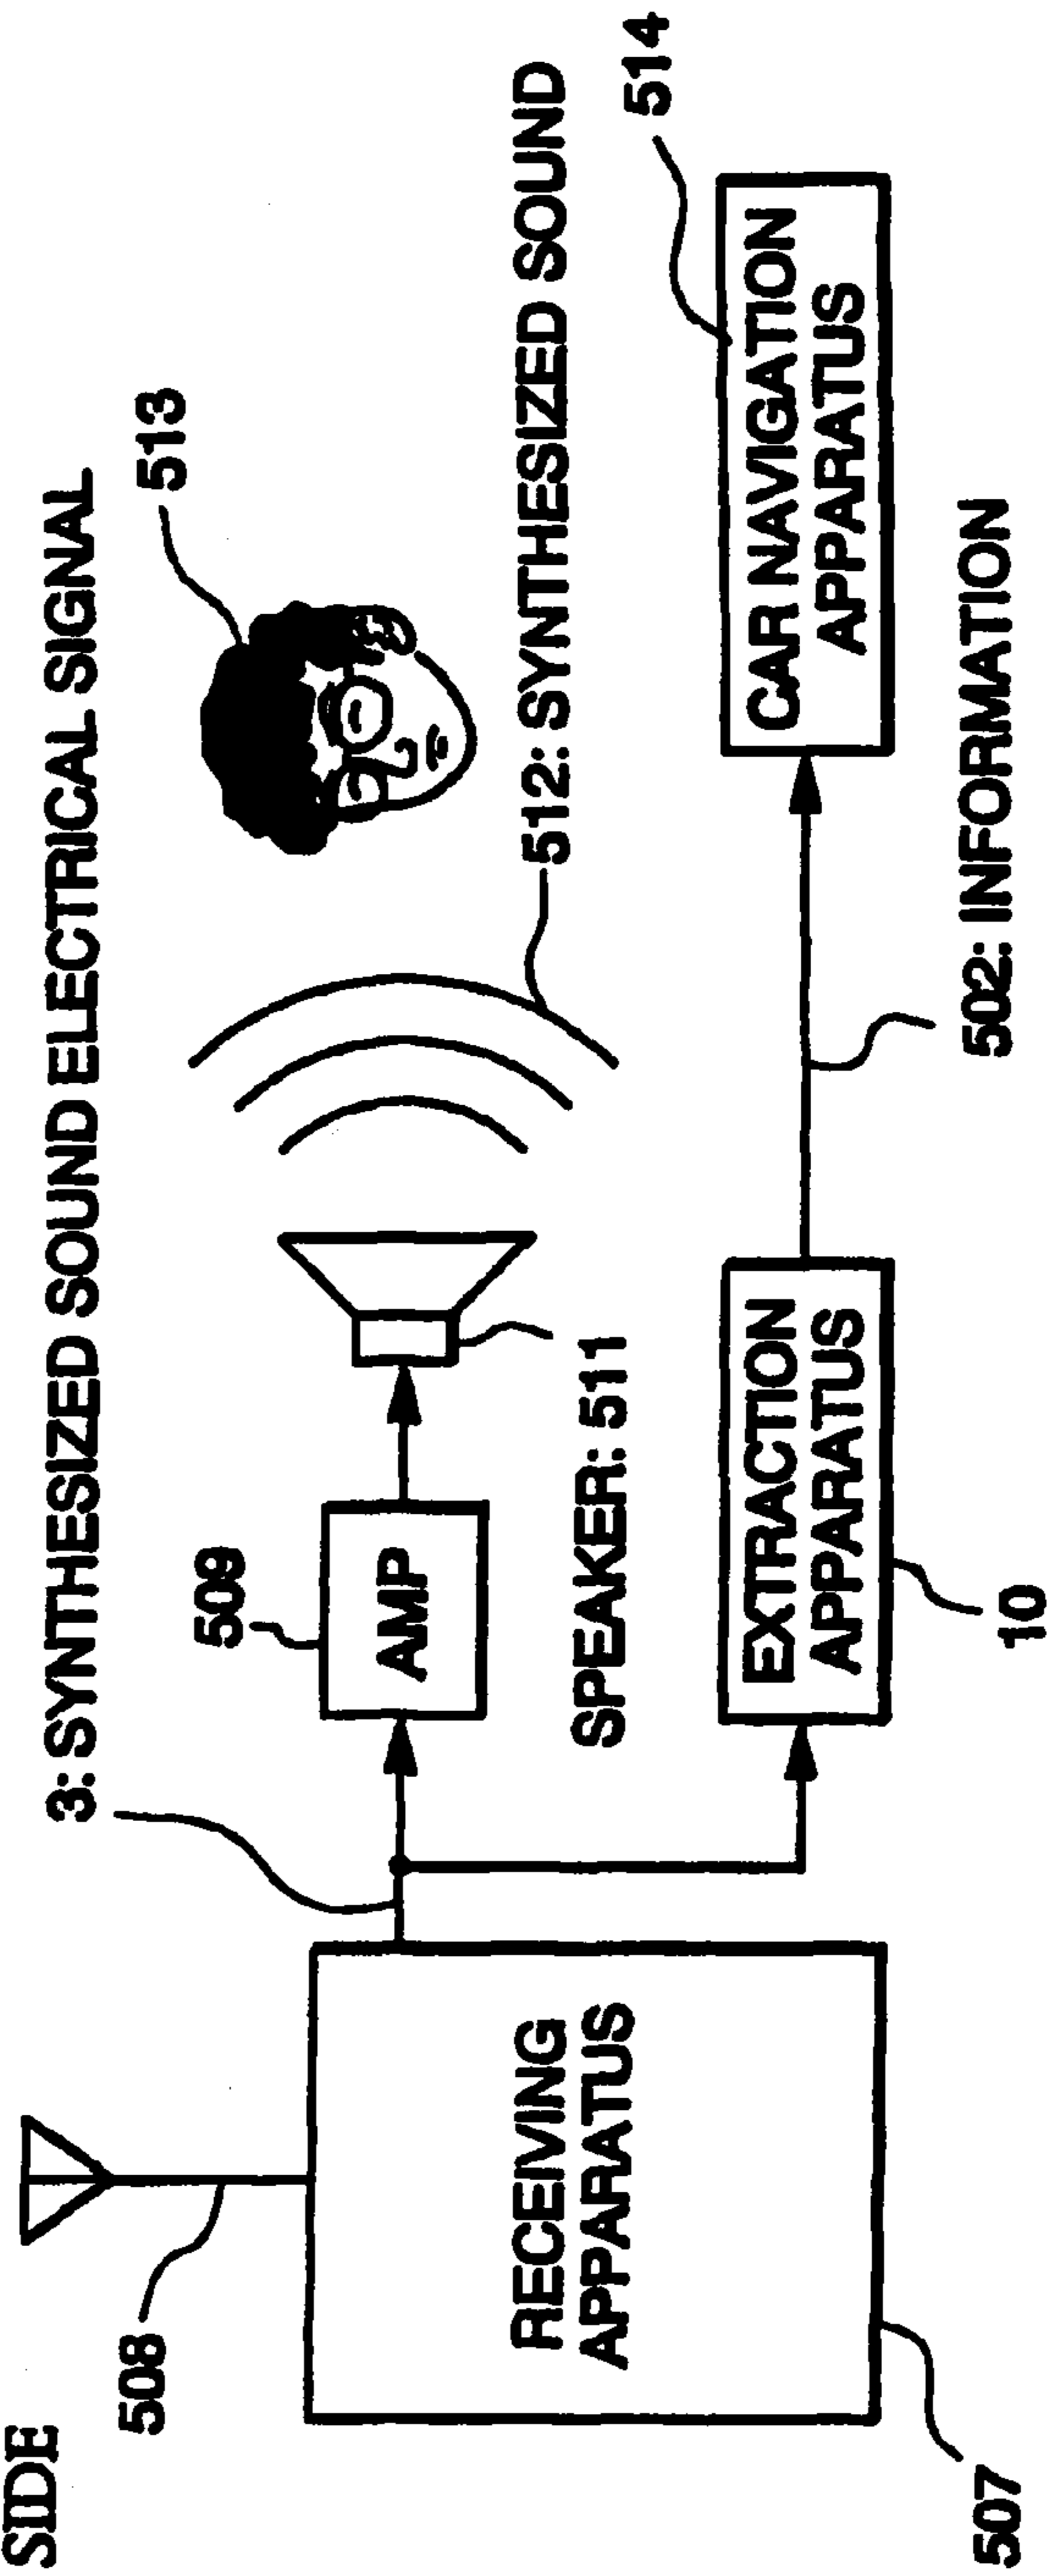 SIDE
3: SYNTHESIZED SOUND ELECTRICAL SIGNAL
508
509
513
AMP
RECEIVING
APPARATUS
SPEAKER: 511
512: SYNTHESIZED SOUND
514
EXTRACTION
APPARATUS
CAR NAVIGATION
APPARATUS
507
10
502: INFORMATION